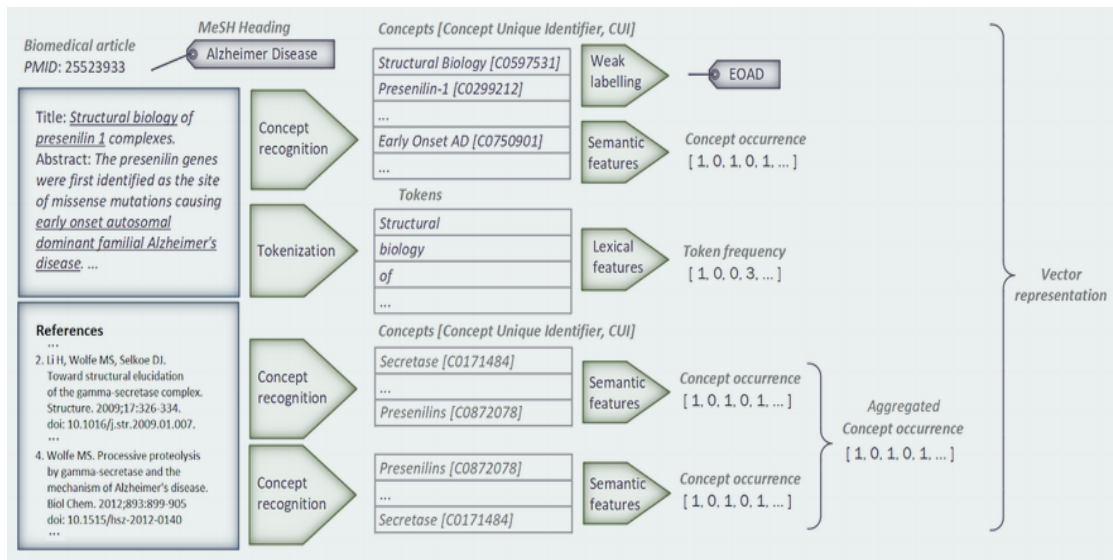 MeSH Heading
Biomedical article
PMID: 25523933
Alzheimer Disease
Title: Structural biology of
presenilin 1 complexes.
Abstract: The presenilin genes
were first identified as the site
of missense mutations causing
early onset autosomal
dominant familial Alzheimer's
disease. ...
Concept
recognition
Concepts [Concept Unique Identifier, CUI]
Structural Biology [C0597531]
Presenilin-1 [C0299212]
...
Early Onset AD [C0750901]
...
Weak
labelling
EOAD
Semantic
features
Concept occurrence
[ 1, 0, 1, 0, 1, ... ]
Tokenization
Tokens
Structural
biology
of
...
Lexical
features
Token frequency
[ 1, 0, 0, 3, ... ]
References
...
2. Li H, Wolfe MS, Selkoe DJ.
Toward structural elucidation
of the gamma-secretase complex.
Structure. 2009;17:326-334.
doi: 10.1016/j.str.2009.01.007.
...
4. Wolfe MS. Processive proteolysis
by gamma-secretase and the
mechanism of Alzheimer's disease.
Biol Chem. 2012;893:899-905
doi: 10.1515/hsz-2012-0140
...
Concept
recognition
Concepts [Concept Unique Identifier, CUI]
Secretase [C0171484]
...
Presenilins [C0872078]
Semantic
features
Concept occurrence
[ 1, 0, 1, 0, 1, ... ]
Concept
recognition
Presenilins [C0872078]
...
Secretase [C0171484]
Semantic
features
Concept occurrence
[ 1, 0, 1, 0, 1, ... ]
Aggregated
Concept occurrence
[ 1, 0, 1, 0, 1, ... ]
Vector
representation